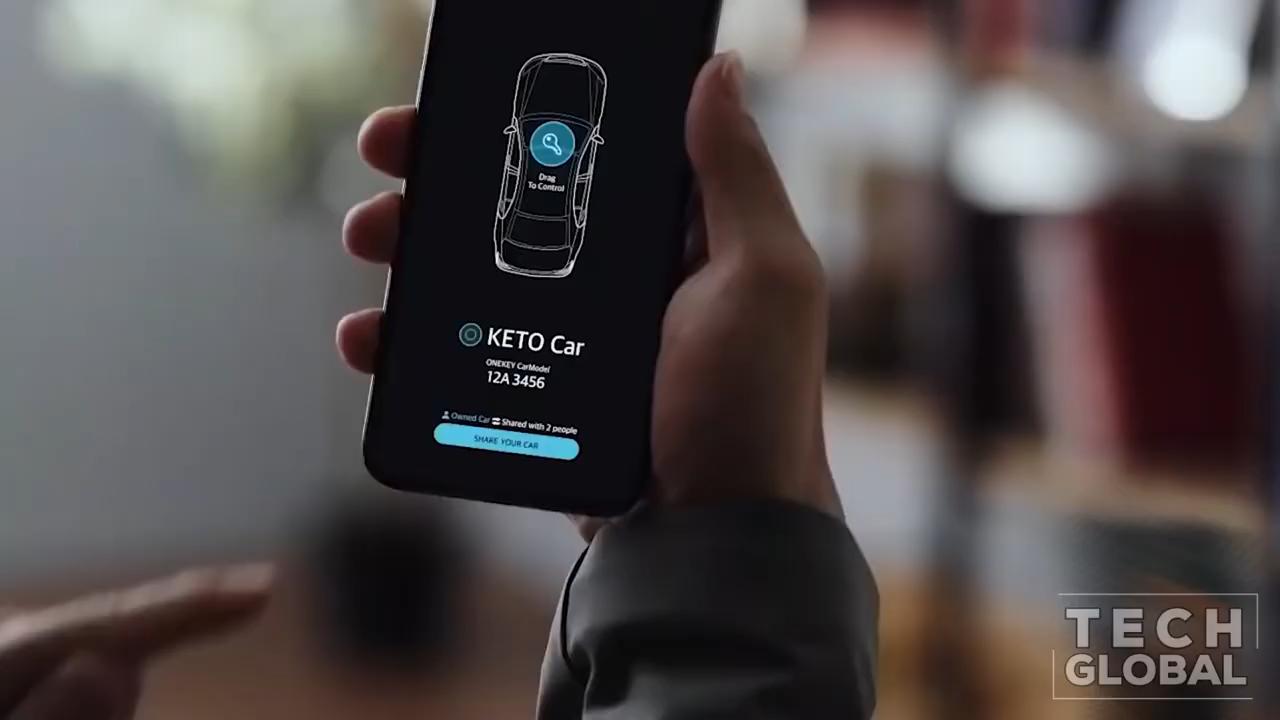 Drag
To Control
KETO Car
ONEKEY CarModel
12A 3456
Owned Car Shared with 2 people
SHARE YOUR CAR
TECH
GLOBAL